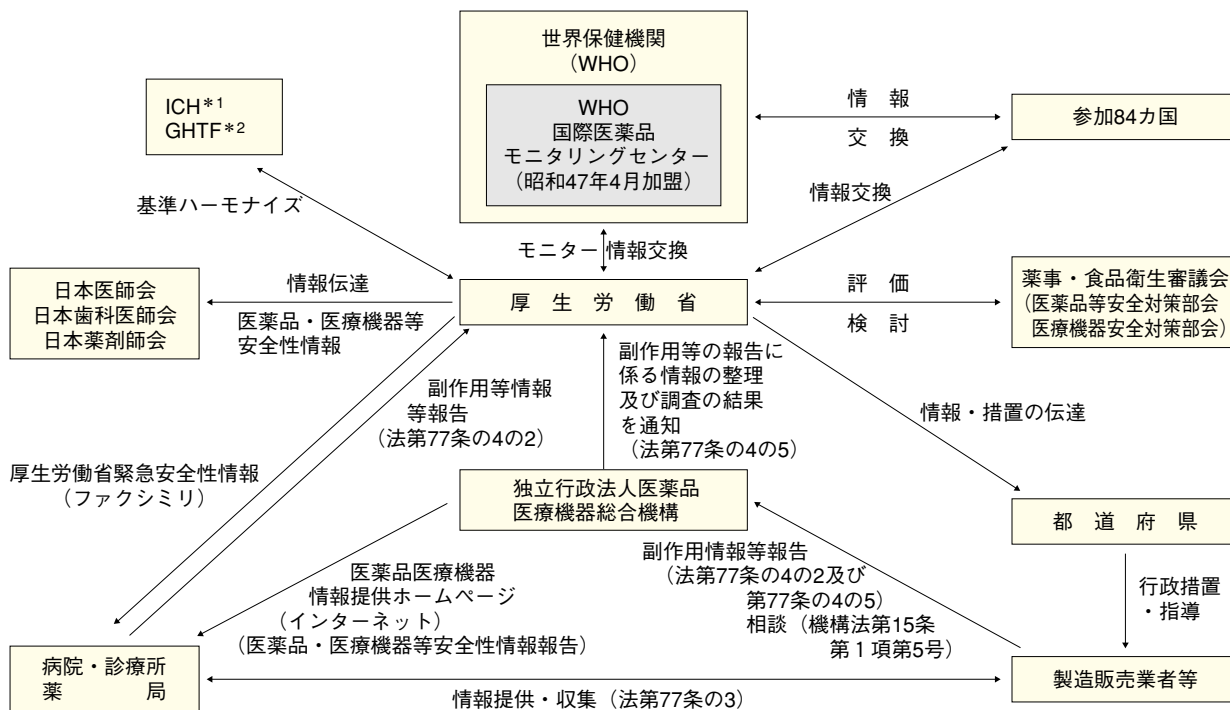 世界保健機関
（WHO）
WHO
国際医薬品
モニタリングセンター
（昭和47年4月加盟）
ICH＊1
GHTF＊2
情　報
交　換
参加84カ国
基準ハーモナイズ
モニター 情報交換
情報交換
日本医師会
日本歯科医師会
日本薬剤師会
情報伝達
医薬品・医療機器等
安全性情報
厚　生　労　働　省
評　価
検　討
薬事・食品衛生審議会
（医薬品等安全対策部会
医療機器安全対策部会）
副作用等情報
等報告
（法第77条の4の2）
副作用等の報告に
係る情報の整理
及び調査の結果
を通知
（法第77条の4の5）
情報・措置の伝達
厚生労働省緊急安全性情報
（ファクシミリ）
独立行政法人医薬品
医療機器総合機構
都　道　府　県
医薬品医療機器
情報提供ホームページ
（インターネット）
（医薬品・医療機器等安全性情報報告）
副作用情報等報告
（法第77条の4の2及び
第77条の4の5）
相談（機構法第15条
第１項第5号）
行政措置
・指導
病院・診療所
薬　　　局
情報提供・収集（法第77条の3）
製造販売業者等